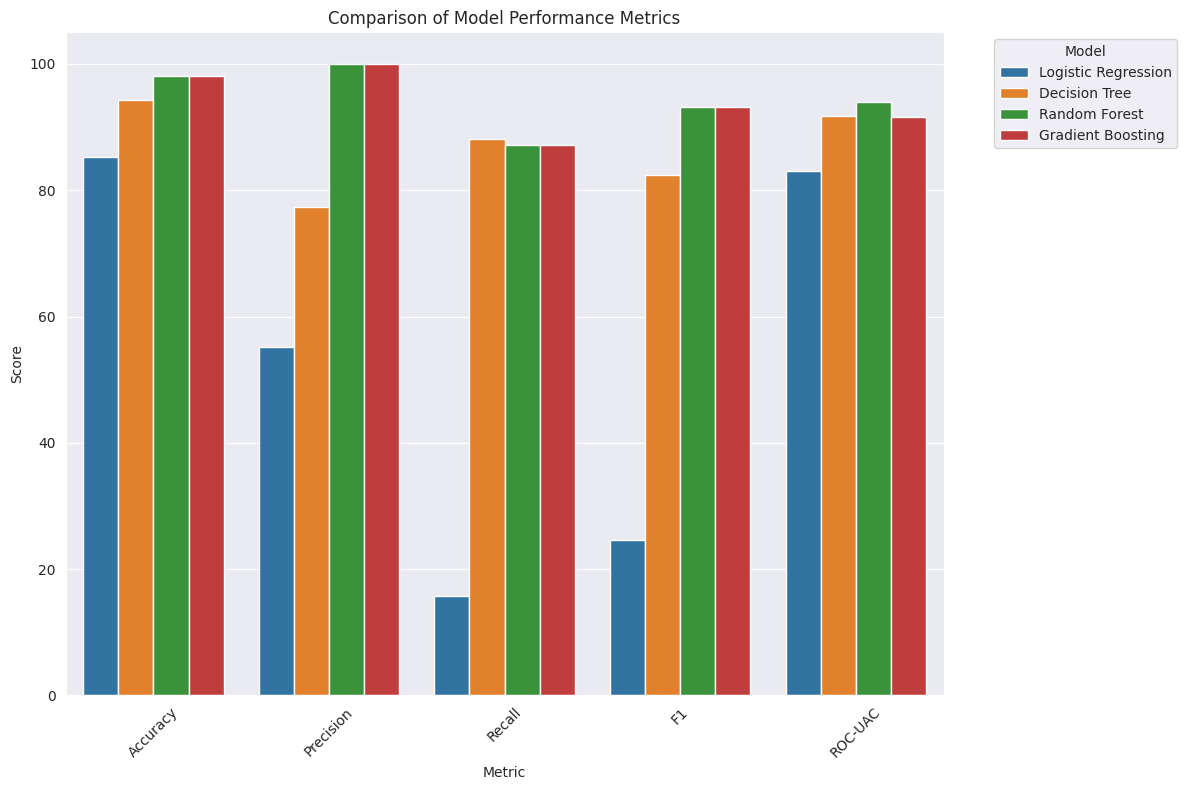 Comparison of Model Performance Metrics
Model
Logistic Regression
Decision Tree
Random Forest
Gradient Boosting
Score
100
80
60
40
20
0
Accuracy
Precision
Recall
F1
ROC-UAC
Metric